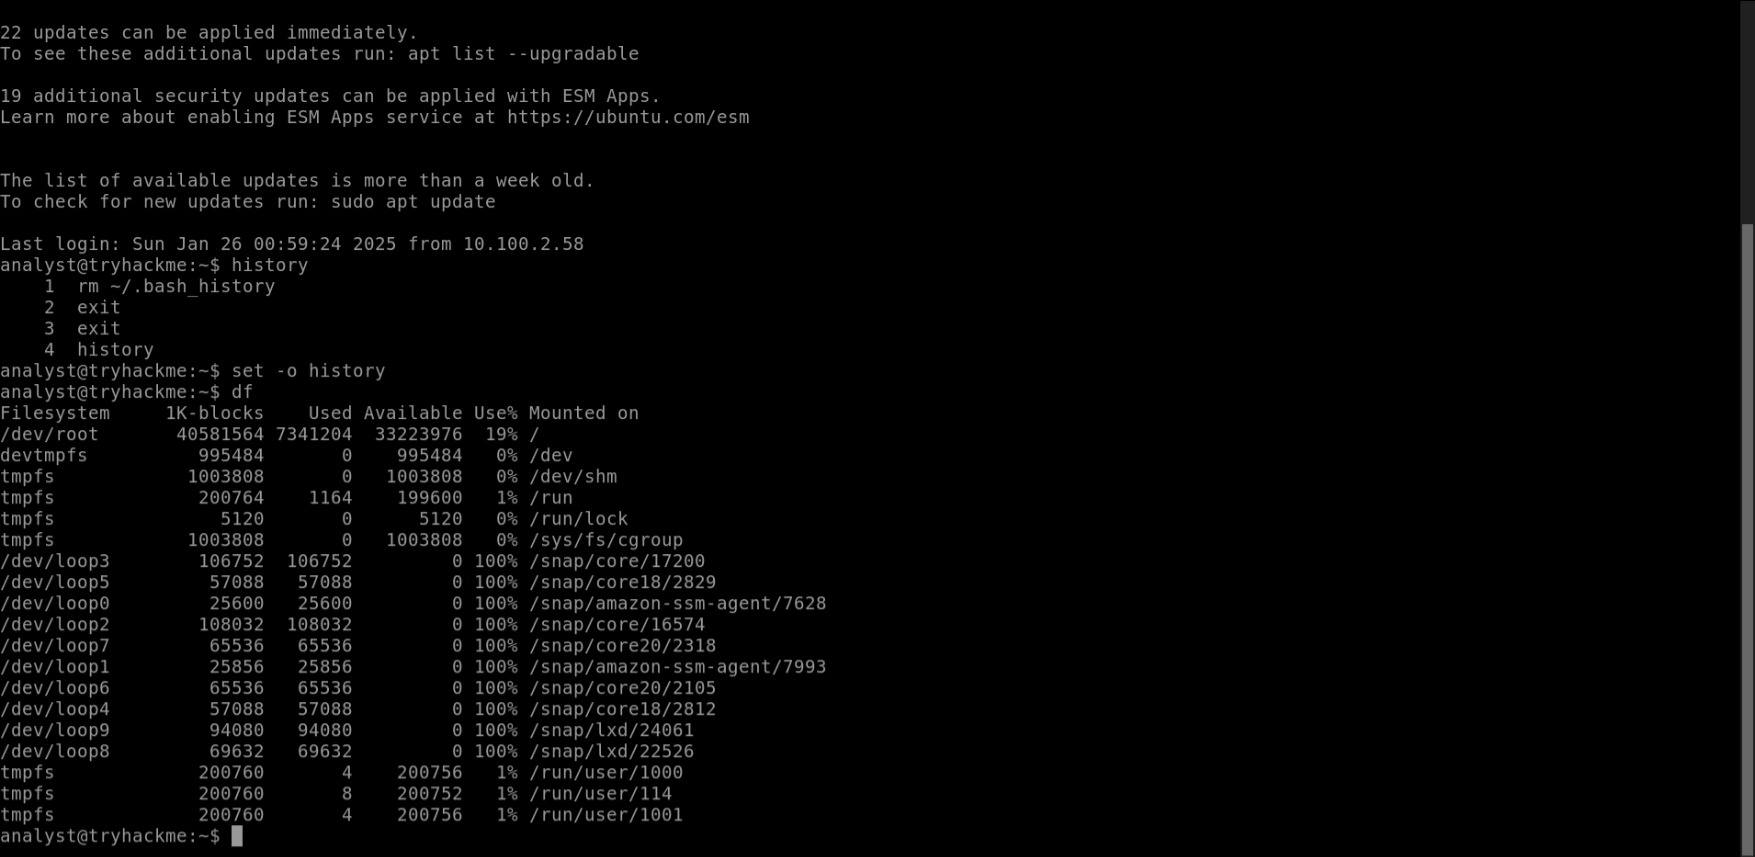 22 updates can be applied immediately.
To see these additional updates run: apt list --upgradable
19 additional security updates can be applied with ESM Apps.
Learn more about enabling ESM Apps service at https://ubuntu.com/esm
The list of available updates is more than a week old.
To check for new updates run: sudo apt update
Last login: Sun Jan 26 00:59:24 2025 from 10.100.2.58
analyst@tryhackme:~$ history
    1  rm ~/.bash_history
    2  exit
    3  exit
    4  history
analyst@tryhackme:~$ set -o history
analyst@tryhackme:~$ df
Filesystem     1K-blocks    Used Available Use% Mounted on
/dev/root       40581564 7341204  33223976  19% /
devtmpfs          995484       0    995484   0% /dev
tmpfs            1003808       0   1003808   0% /dev/shm
tmpfs             200764    1164    199600   1% /run
tmpfs               5120       0      5120   0% /run/lock
tmpfs            1003808       0   1003808   0% /sys/fs/cgroup
/dev/loop3        106752  106752         0 100% /snap/core/17200
/dev/loop5         57088   57088         0 100% /snap/core18/2829
/dev/loop0         25600   25600         0 100% /snap/amazon-ssm-agent/7628
/dev/loop2        108032  108032         0 100% /snap/core/16574
/dev/loop7         65536   65536         0 100% /snap/core20/2318
/dev/loop1         25856   25856         0 100% /snap/amazon-ssm-agent/7993
/dev/loop6         65536   65536         0 100% /snap/core20/2105
/dev/loop4         57088   57088         0 100% /snap/core18/2812
/dev/loop9         94080   94080         0 100% /snap/lxd/24061
/dev/loop8         69632   69632         0 100% /snap/lxd/22526
tmpfs             200760       4    200756   1% /run/user/1000
tmpfs             200760       8    200752   1% /run/user/114
tmpfs             200760       4    200756   1% /run/user/1001
analyst@tryhackme:~$